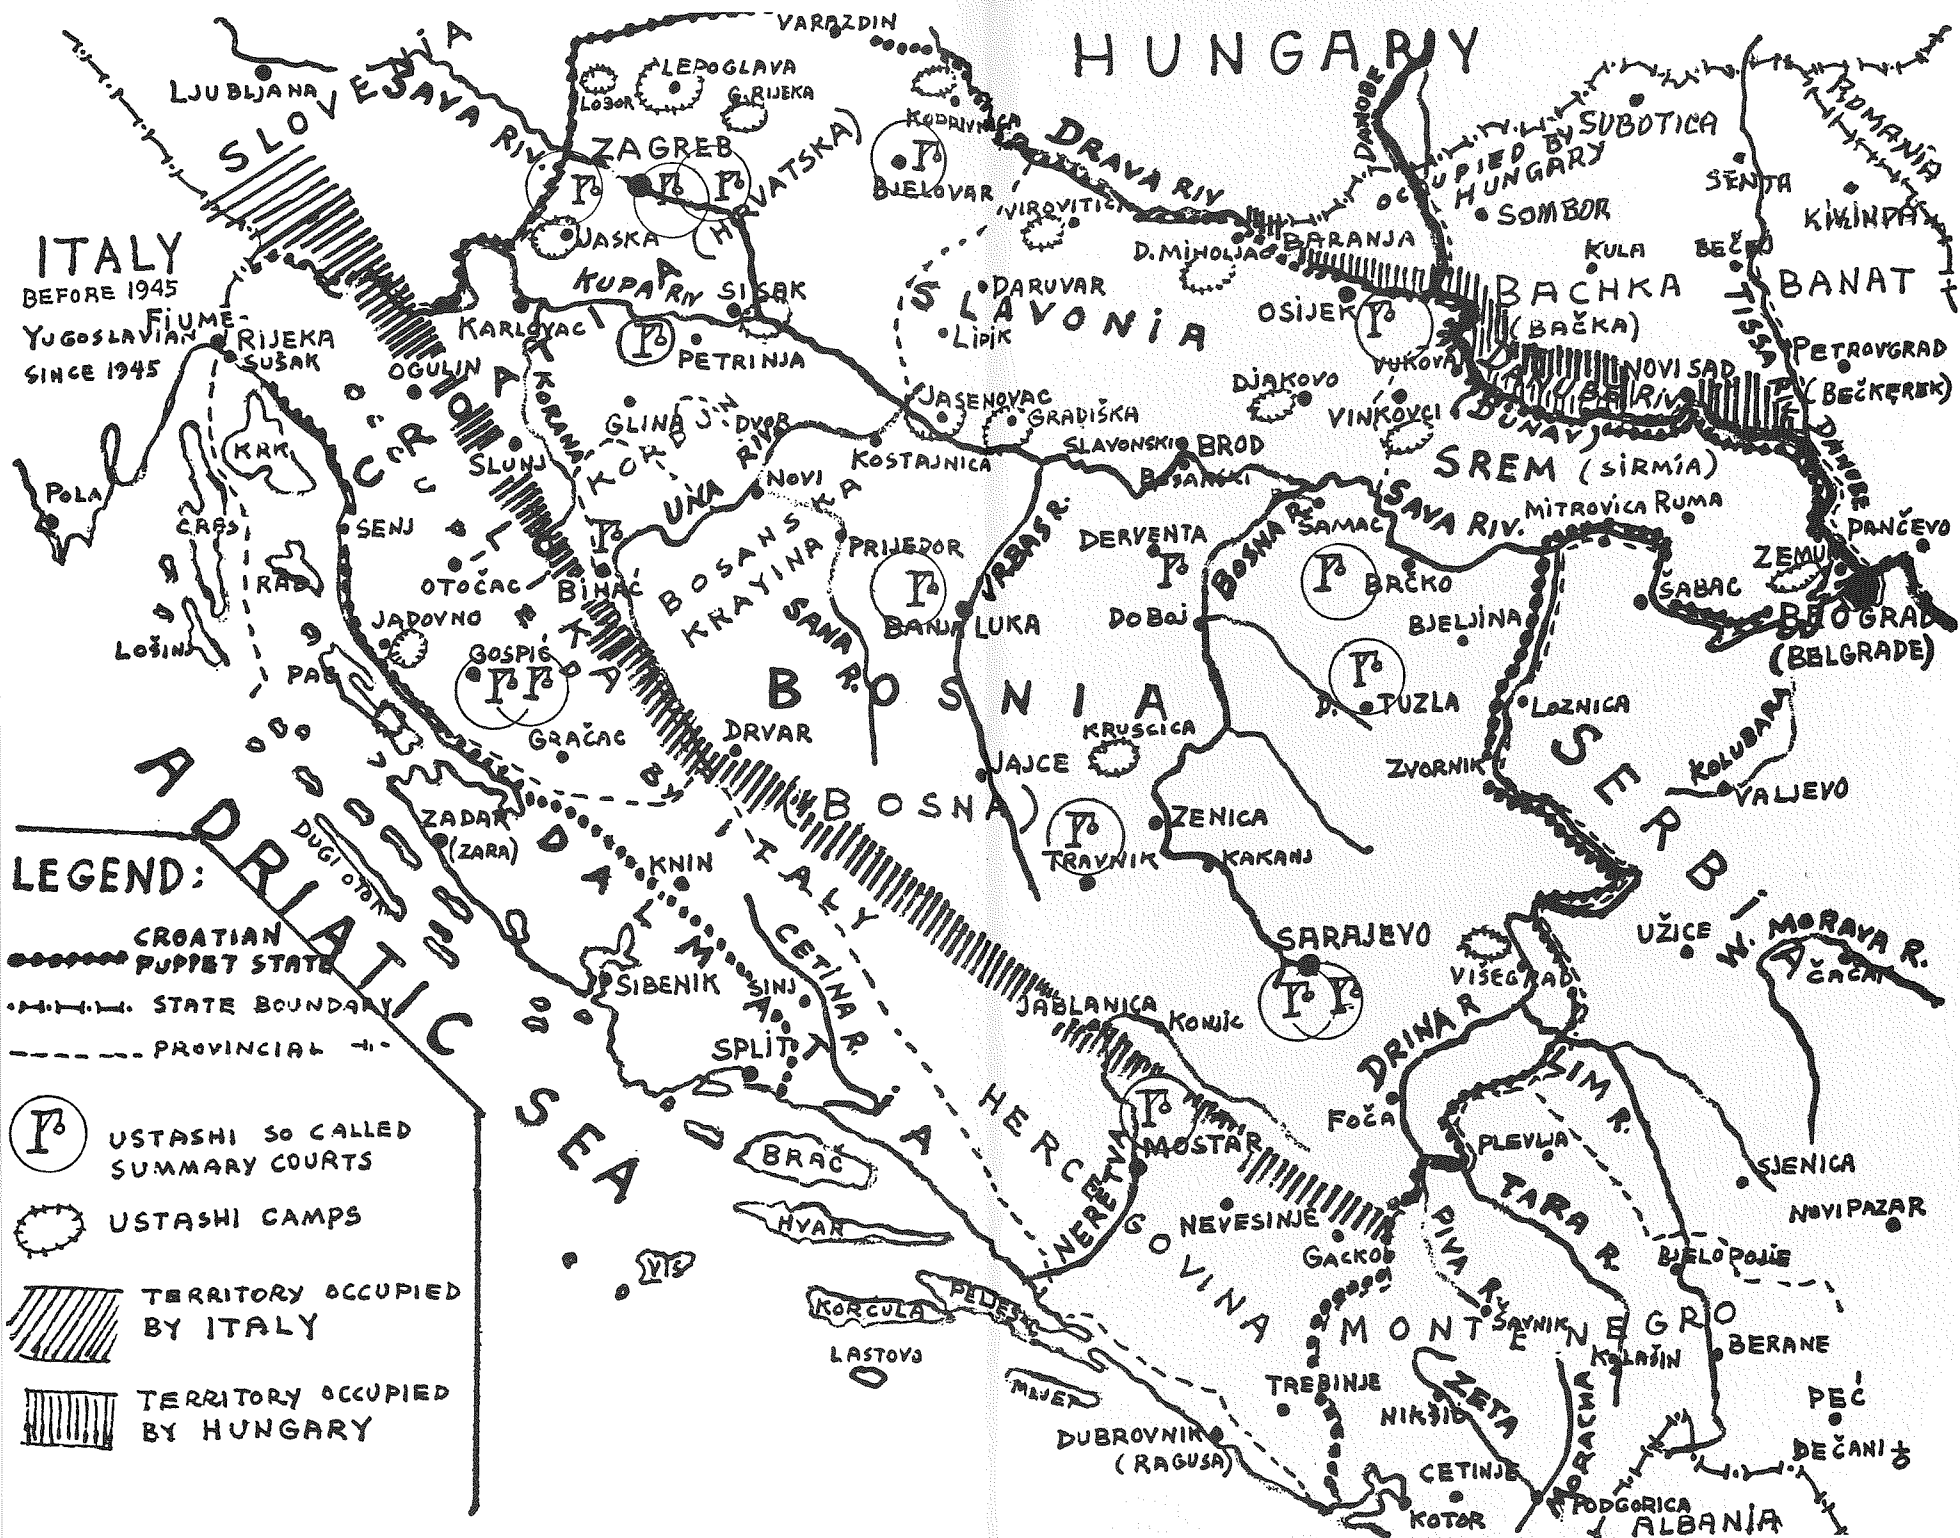 HUNGARY
VARAZDIN
LJUBLJANA
SLOVENIA
SAVA RIV.
LEPOGLAVA
LOBOR
G. RIJEKA
ZAGREB
(HRVATSKA)
BJELOVAR
DRAVA RIV
DANOBE
OCCUPIED BY
HUNGARY
SUBOTICA
ROMANIA
SENTA
SOMBOR
KULA
BEČEJ
BANAT
ITALY
BEFORE 1945
YUGOSLAVIAN
SINCE 1945
FIUME-
RIJEKA
SUŠAK
JASKA
KUPA RIV
SISAK
KARLOVAC
PETRINJA
VIROVITICA
D. MIHOLJAC
BARANJA
DARUVAR
SLAVONIA
LIPIK
OSIJEK
BACHKA
(BAČKA)
TISSA RIV
NOVI SAD
PETROVGRAD
(BEČKEREK)
OGULIN
KORANA
GLINA
DVOR
KORDUN
JASENOVAC
GRADIŠKA
DJAKOVO
VUKOVAR
VINKOVCI
DANUBE RIV.
(DUNAV)
DANOBE
KRK
POLA
CRES
SENJ
SLUNJ
CROATIA
UNA RIV
NOVI
KOSTAJNICA
SLAVONSKI BROD
BOSANSKI
SREM (SIRMIA)
MITROVICA
RUMA
PANČEVO
ZEMUN
BEOGRAD
(BELGRADE)
RAB
OTOČAC
BIHAĆ
BOSANSKA
KRAYINA
PRIJEDOR
SANA R.
VRBAS R.
DERVENTA
BOSNA R.
ŠAMAC
SAVA RIV.
BRČKO
ŠABAC
LOŠINJ
JADOVNO
GOSPIĆ
PAG
BANJA LUKA
DOBOJ
BJELJINA
GRAČAC
DRVAR
BOSNIA
(BOSNA)
KRUSCICA
D. TUZLA
LOZNICA
KOLUBARA
VALJEVO
ZVORNIK
SERBIA
OCCUPIED BY ITALY
JAJCE
TRAVNIK
ZENICA
KAKANJ
ADRIATIC SEA
DUGI OTOK
ZADAR
(ZARA)
KNIN
DALMATIA
ŠIBENIK
SINJ
CETINA R.
SPLIT
SARAJEVO
VIŠEGRAD
UŽICE
W. MORAVA R.
ČAČAK
JABLANICA
KONJIC
DRINA R
LIM R.
FOČA
PLEVLJA
SJENICA
NOVI PAZAR
HERCEGOVINA
MOSTAR
NERETVA
NEVESINJE
GACKO
PIVA R.
TARA R.
BJELOPOLJE
BRAČ
HVAR
VIS
KORCULA
PELJEŠAC
LASTOVO
MLJET
MONTENEGRO
ŠAVNIK
KOLAŠIN
BERANE
TREBINJE
NIKŠIĆ
ZETA
MORACHA
PEĆ
DEČANI
DUBROVNIK
(RAGUSA)
CETINJE
KOTOR
PODGORICA
ALBANIA
LEGEND:
CROATIAN
PUPPET STATE
STATE BOUNDARY
PROVINCIAL
USTASHI SO CALLED
SUMMARY COURTS
USTASHI CAMPS
TERRITORY OCCUPIED
BY ITALY
TERRITORY OCCUPIED
BY HUNGARY